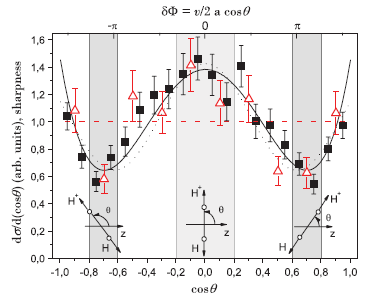 δΦ = v/2 a cosθ
-π 0 π
dσ/d(cosθ) (arb. units), sharpness
1,6
1,4
1,2
1,0
0,8
0,6
0,4
0,2
0,0
H⁺ θ z H
H⁺ z H
H⁺ θ z H
-1,0 -0,8 -0,6 -0,4 -0,2 0,0 0,2 0,4 0,6 0,8 1,0
cosθ